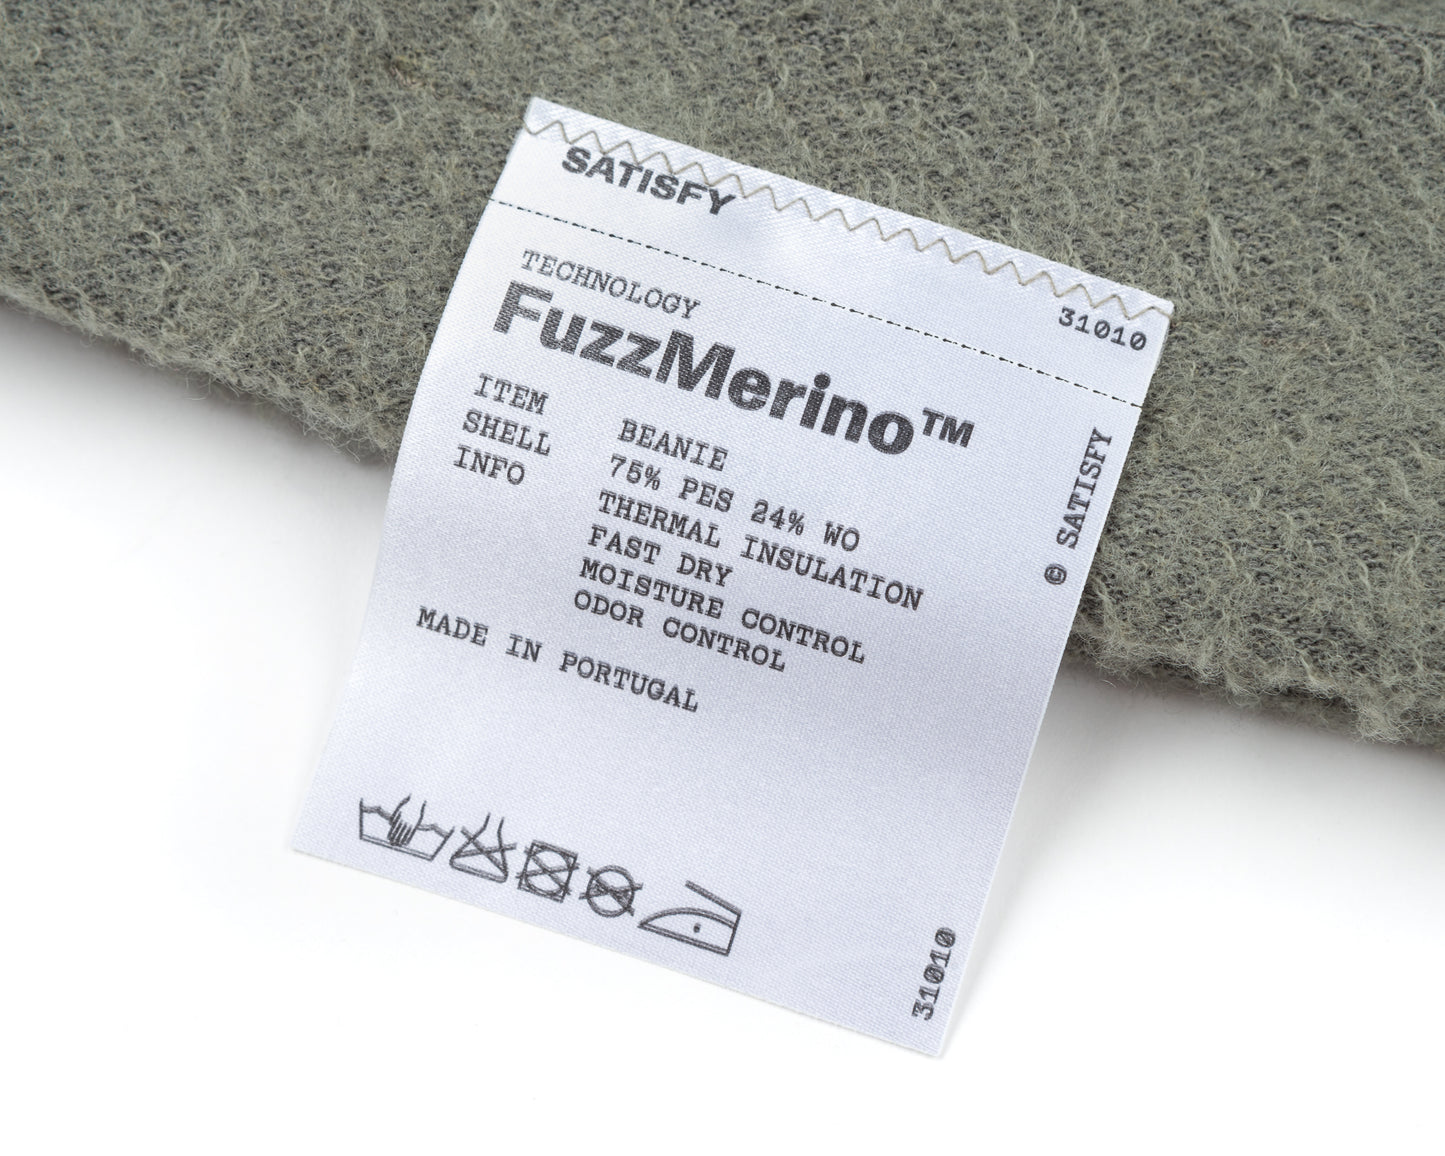 SATISFY
31010
TECHNOLOGY
FuzzMerino™
ITEM BEANIE
SHELL 75% PES 24% WO
INFO THERMAL INSULATION
FAST DRY
MOISTURE CONTROL
ODOR CONTROL
MADE IN PORTUGAL
© SATISFY
31010